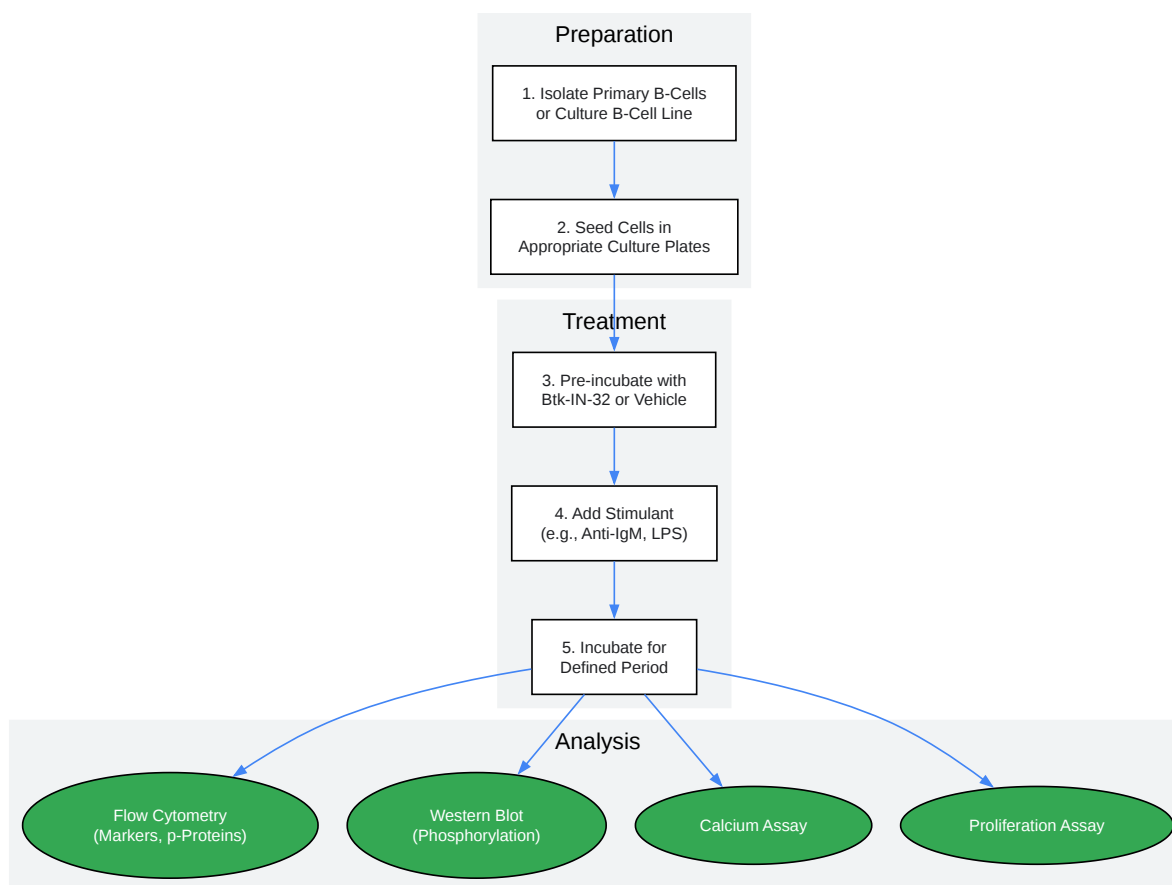 Preparation
1. Isolate Primary B-Cells
or Culture B-Cell Line
2. Seed Cells in
Appropriate Culture Plates
Treatment
3. Pre-incubate with
Btk-IN-32 or Vehicle
4. Add Stimulant
(e.g., Anti-IgM, LPS)
5. Incubate for
Defined Period
Analysis
Flow Cytometry
(Markers, p-Proteins)
Western Blot
(Phosphorylation)
Calcium Assay
Proliferation Assay